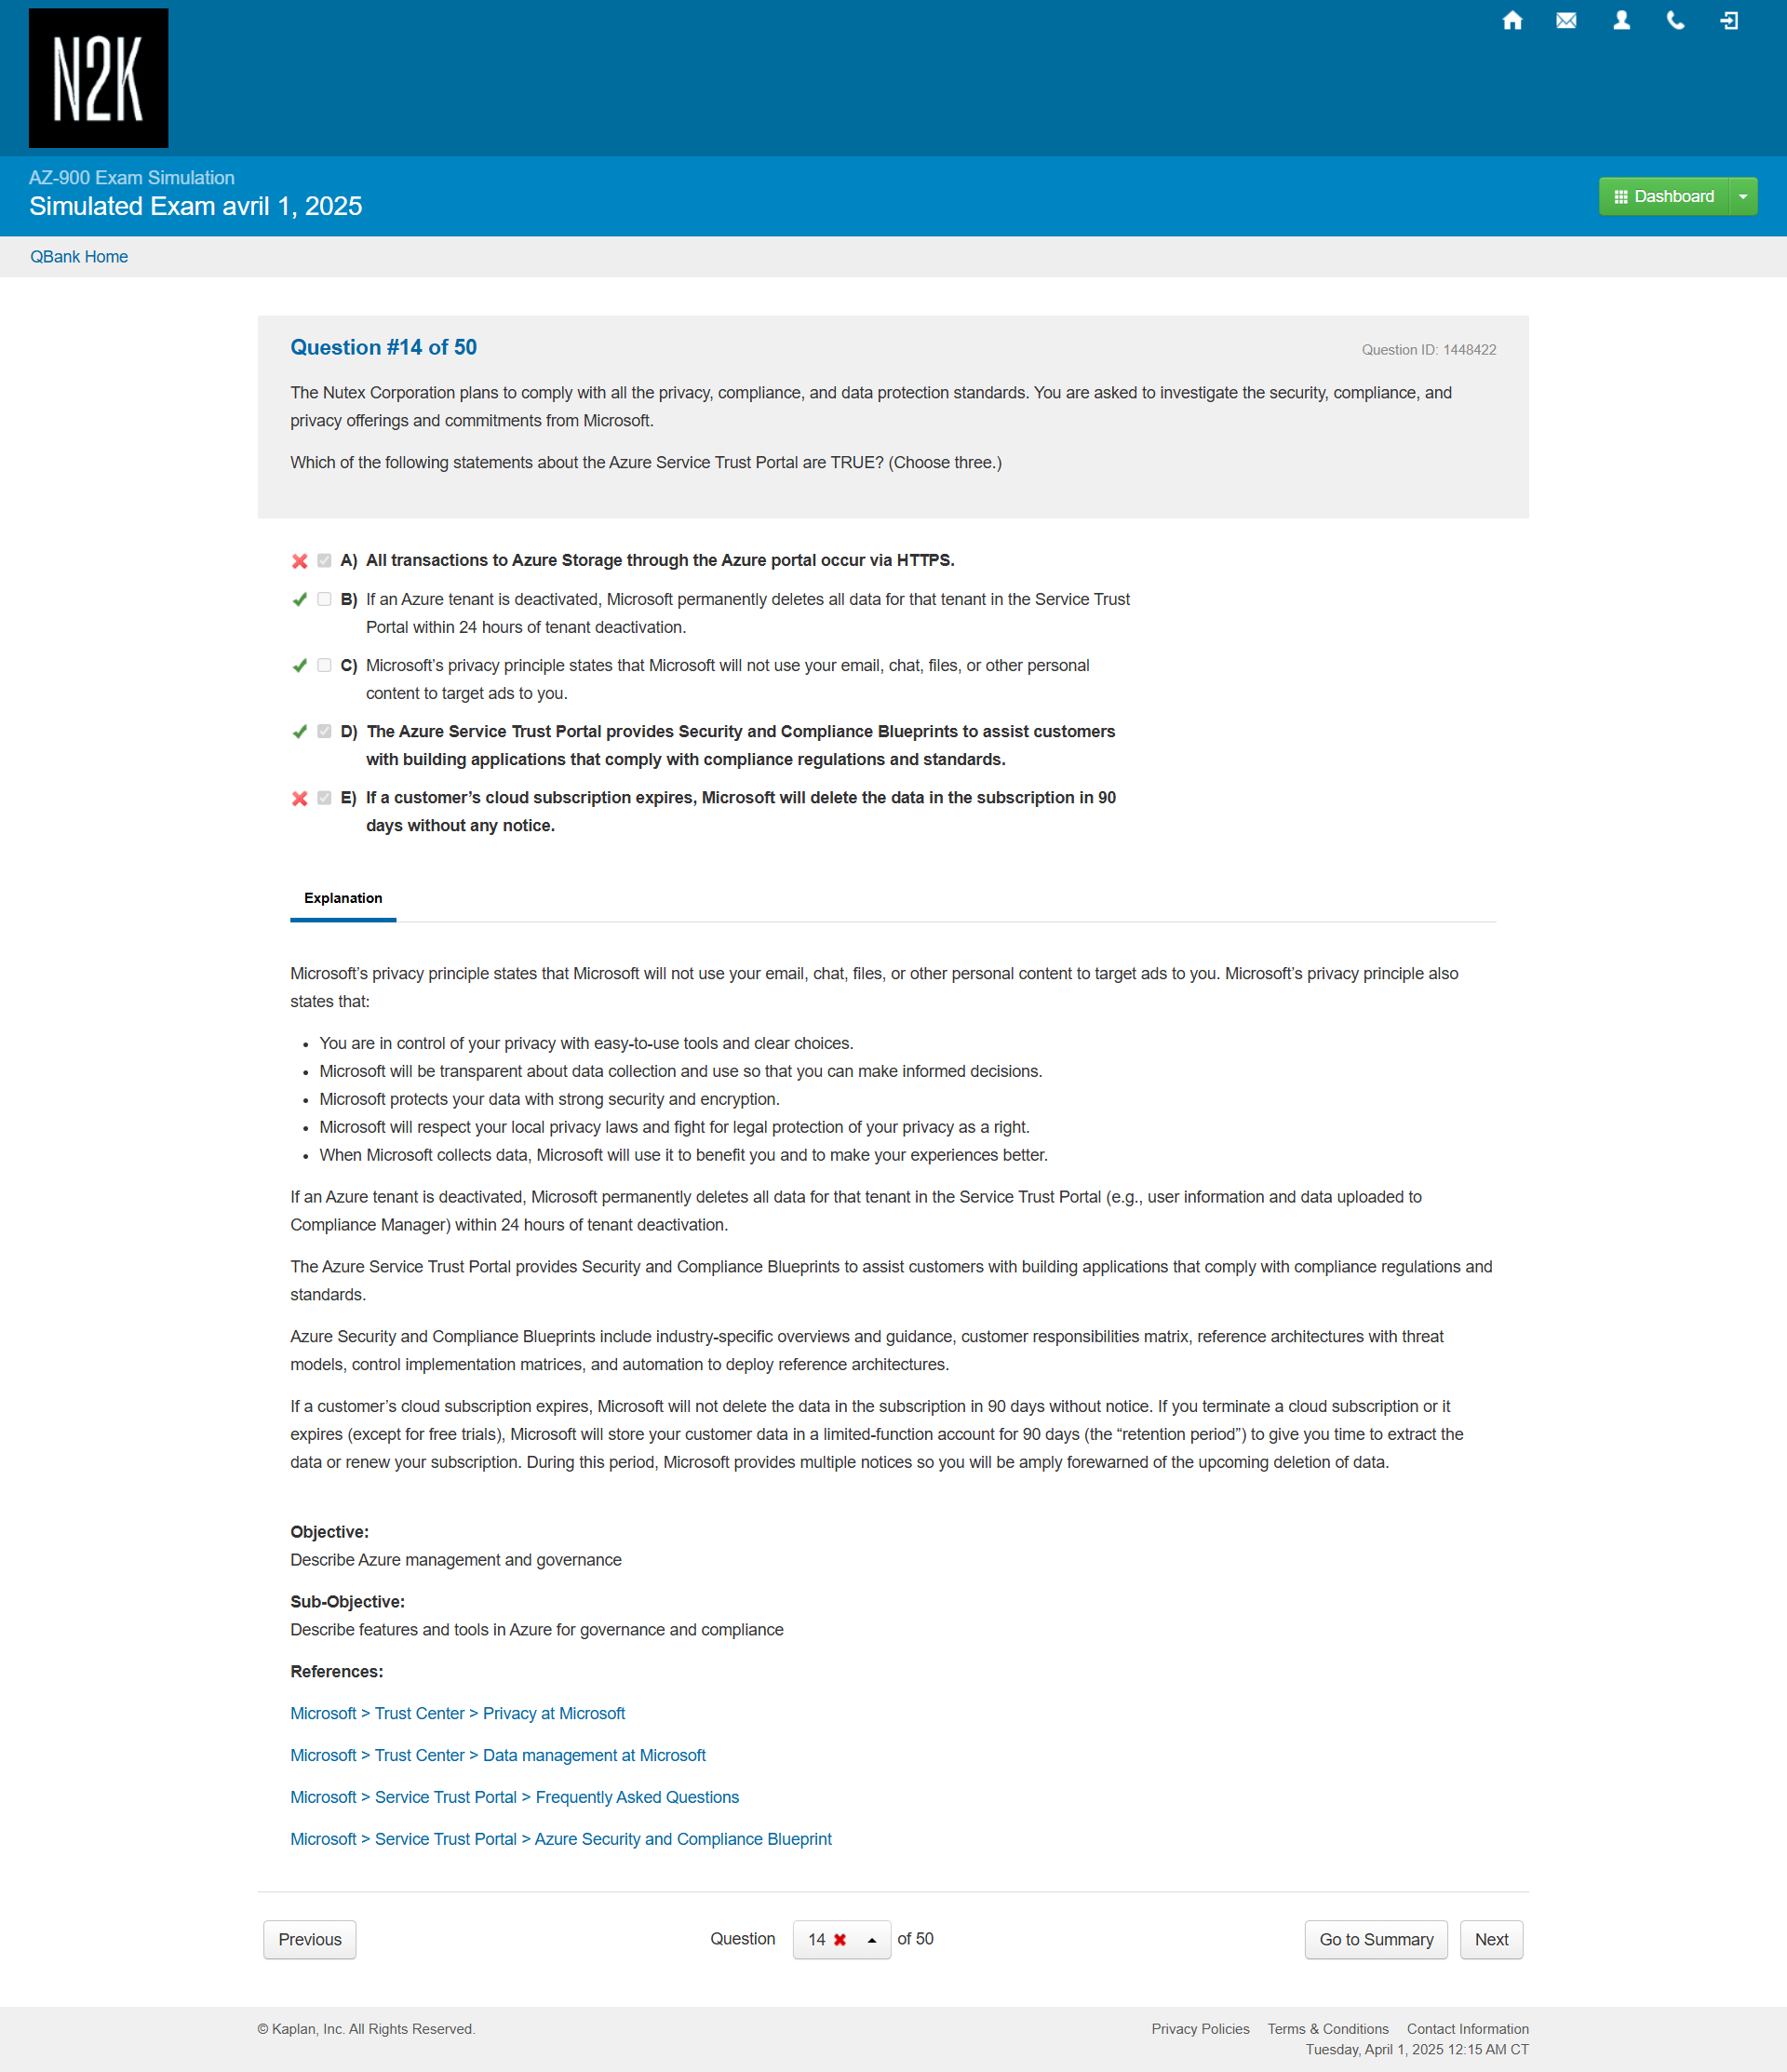 N2K
AZ-900 Exam Simulation
Simulated Exam avril 1, 2025
Dashboard
QBank Home
Question #14 of 50
Question ID: 1448422
The Nutex Corporation plans to comply with all the privacy, compliance, and data protection standards. You are asked to investigate the security, compliance, and
privacy offerings and commitments from Microsoft.
Which of the following statements about the Azure Service Trust Portal are TRUE? (Choose three.)
A) All transactions to Azure Storage through the Azure portal occur via HTTPS.
B) If an Azure tenant is deactivated, Microsoft permanently deletes all data for that tenant in the Service Trust
Portal within 24 hours of tenant deactivation.
C) Microsoft’s privacy principle states that Microsoft will not use your email, chat, files, or other personal
content to target ads to you.
D) The Azure Service Trust Portal provides Security and Compliance Blueprints to assist customers
with building applications that comply with compliance regulations and standards.
E) If a customer’s cloud subscription expires, Microsoft will delete the data in the subscription in 90
days without any notice.
Explanation
Microsoft’s privacy principle states that Microsoft will not use your email, chat, files, or other personal content to target ads to you. Microsoft’s privacy principle also
states that:
• You are in control of your privacy with easy-to-use tools and clear choices.
• Microsoft will be transparent about data collection and use so that you can make informed decisions.
• Microsoft protects your data with strong security and encryption.
• Microsoft will respect your local privacy laws and fight for legal protection of your privacy as a right.
• When Microsoft collects data, Microsoft will use it to benefit you and to make your experiences better.
If an Azure tenant is deactivated, Microsoft permanently deletes all data for that tenant in the Service Trust Portal (e.g., user information and data uploaded to
Compliance Manager) within 24 hours of tenant deactivation.
The Azure Service Trust Portal provides Security and Compliance Blueprints to assist customers with building applications that comply with compliance regulations and
standards.
Azure Security and Compliance Blueprints include industry-specific overviews and guidance, customer responsibilities matrix, reference architectures with threat
models, control implementation matrices, and automation to deploy reference architectures.
If a customer’s cloud subscription expires, Microsoft will not delete the data in the subscription in 90 days without notice. If you terminate a cloud subscription or it
expires (except for free trials), Microsoft will store your customer data in a limited-function account for 90 days (the “retention period”) to give you time to extract the
data or renew your subscription. During this period, Microsoft provides multiple notices so you will be amply forewarned of the upcoming deletion of data.
Objective:
Describe Azure management and governance
Sub-Objective:
Describe features and tools in Azure for governance and compliance
References:
Microsoft > Trust Center > Privacy at Microsoft
Microsoft > Trust Center > Data management at Microsoft
Microsoft > Service Trust Portal > Frequently Asked Questions
Microsoft > Service Trust Portal > Azure Security and Compliance Blueprint
Previous
Question 14 of 50
Go to Summary
Next
© Kaplan, Inc. All Rights Reserved.
Privacy Policies Terms & Conditions Contact Information
Tuesday, April 1, 2025 12:15 AM CT